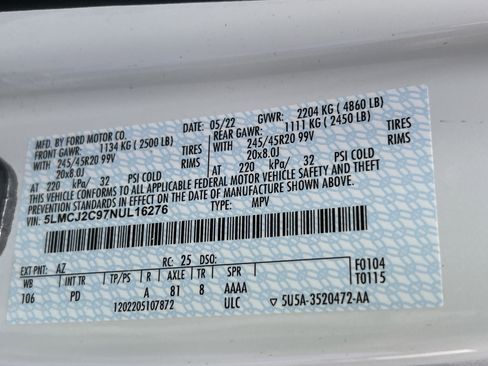 MFD. BY FORD MOTOR CO.
DATE: 05/22 GVWR: 2204 KG ( 4860 LB)
FRONT GAWR: 1134 KG ( 2500 LB) REAR GAWR: 1111 KG ( 2450 LB)
WITH 245/45R20 99V TIRES WITH 245/45R20 99V TIRES
20x8.0J RIMS 20x8.0J RIMS
AT 220 kPa/ 32 PSI COLD AT 220 kPa/ 32 PSI COLD
THIS VEHICLE CONFORMS TO ALL APPLICABLE FEDERAL MOTOR VEHICLE SAFETY AND THEFT
PREVENTION STANDARDS IN EFFECT ON THE DATE OF MANUFACTURE SHOWN ABOVE.
VIN: 5LMCJ2C97NUL16276 TYPE: MPV
EXT PNT: AZ RC: 25 DSO: F0104
WB INT TR TP/PS R AXLE TR SPR T0115
106 PD A 81 8 AAAA
1202205107872 ULC 5U5A-3520472-AA